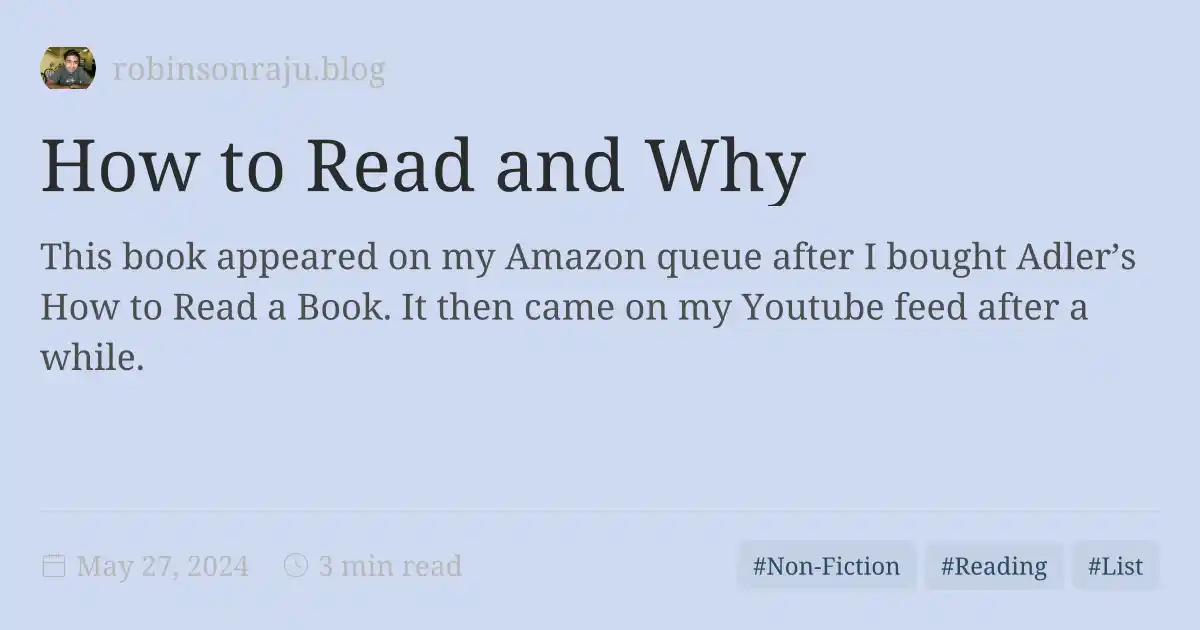 robinsonraju.blog
How to Read and Why
This book appeared on my Amazon queue after I bought Adler’s
How to Read a Book. It then came on my Youtube feed after a
while.
May 27, 2024
3 min read
#Non-Fiction
#Reading
#List